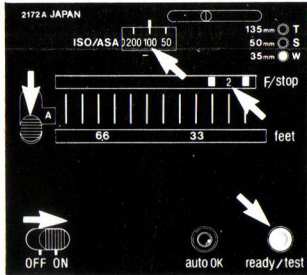 2172A JAPAN
135mm T
50mm S
35mm W
ISO/ASA 0 200 100 50
2 F/stop
A
66 33 feet
OFF ON auto OK ready/test